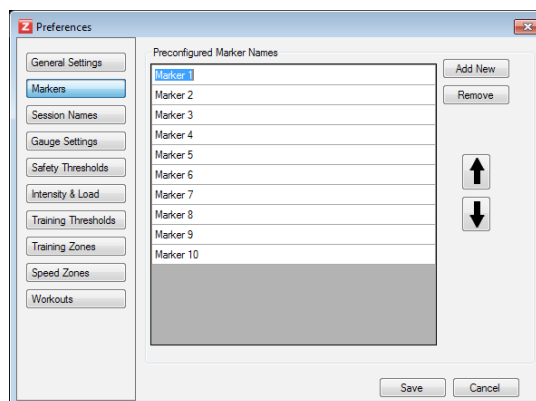 Z Preferences
General Settings
Markers
Session Names
Gauge Settings
Safety Thresholds
Intensity & Load
Training Thresholds
Training Zones
Speed Zones
Workouts
Preconfigured Marker Names
Marker 1
Marker 2
Marker 3
Marker 4
Marker 5
Marker 6
Marker 7
Marker 8
Marker 9
Marker 10
Add New
Remove
Save
Cancel